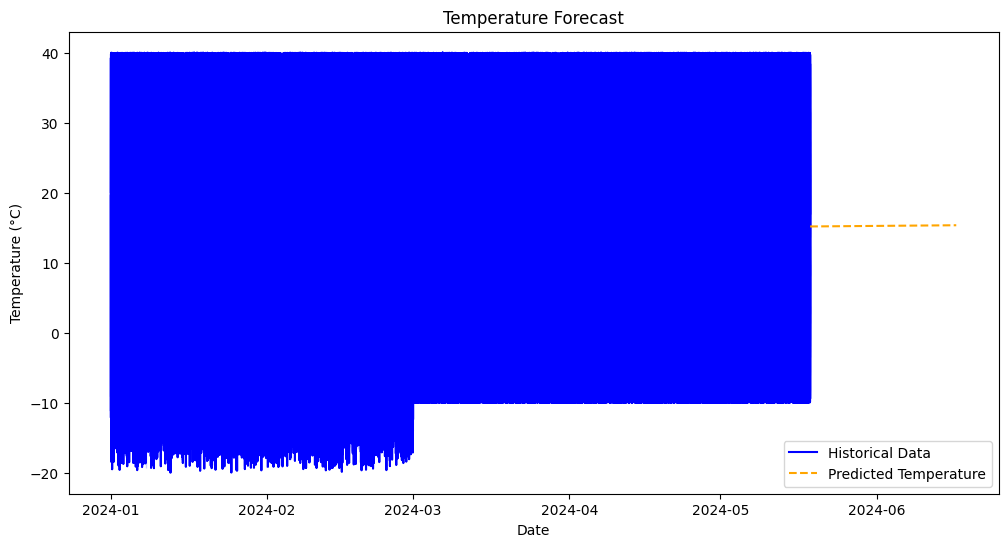 Temperature Forecast
Temperature (°C)
40
30
20
10
0
−10
−20
2024-01
2024-02
2024-03
2024-04
2024-05
2024-06
Date
Historical Data
Predicted Temperature